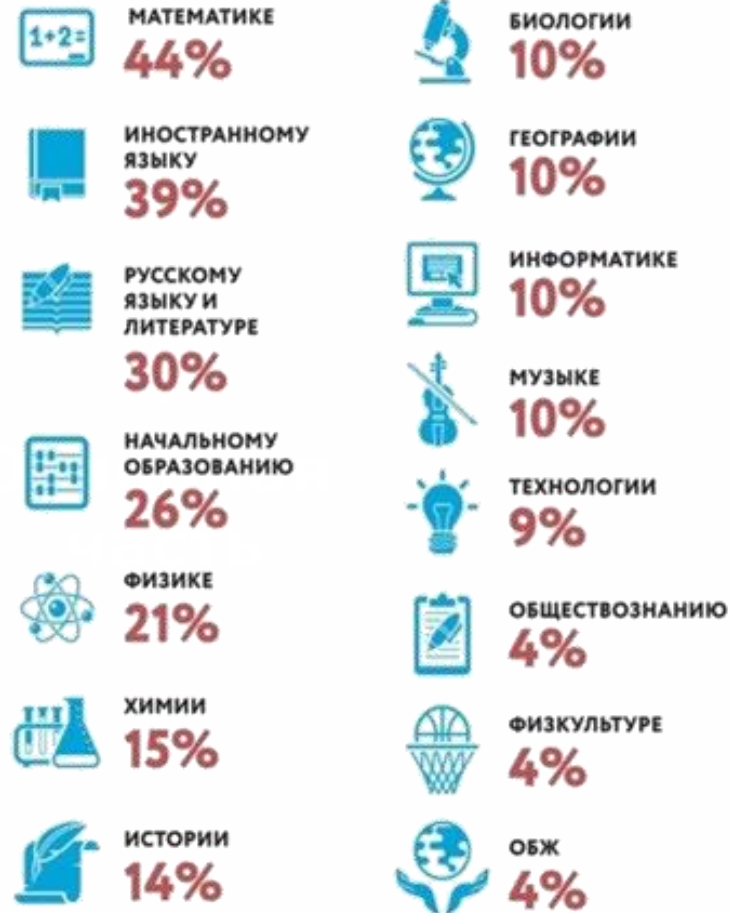 1+2=
МАТЕМАТИКЕ
44%
ИНОСТРАННОМУ
ЯЗЫКУ
39%
РУССКОМУ
ЯЗЫКУ И
ЛИТЕРАТУРЕ
30%
НАЧАЛЬНОМУ
ОБРАЗОВАНИЮ
26%
ФИЗИКЕ
21%
ХИМИИ
15%
ИСТОРИИ
14%
БИОЛОГИИ
10%
ГЕОГРАФИИ
10%
ИНФОРМАТИКЕ
10%
МУЗЫКЕ
10%
ТЕХНОЛОГИИ
9%
ОБЩЕСТВОЗНАНИЮ
4%
ФИЗКУЛЬТУРЕ
4%
ОБЖ
4%